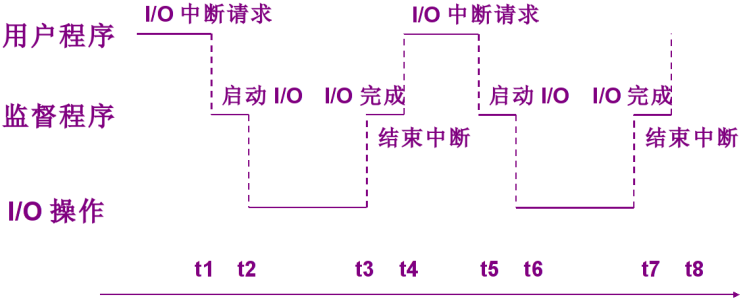 I/O 中断请求 I/O 中断请求
用户程序
启动 I/O I/O 完成 启动 I/O I/O 完成
监督程序
结束中断 结束中断
I/O 操作
t1 t2 t3 t4 t5 t6 t7 t8